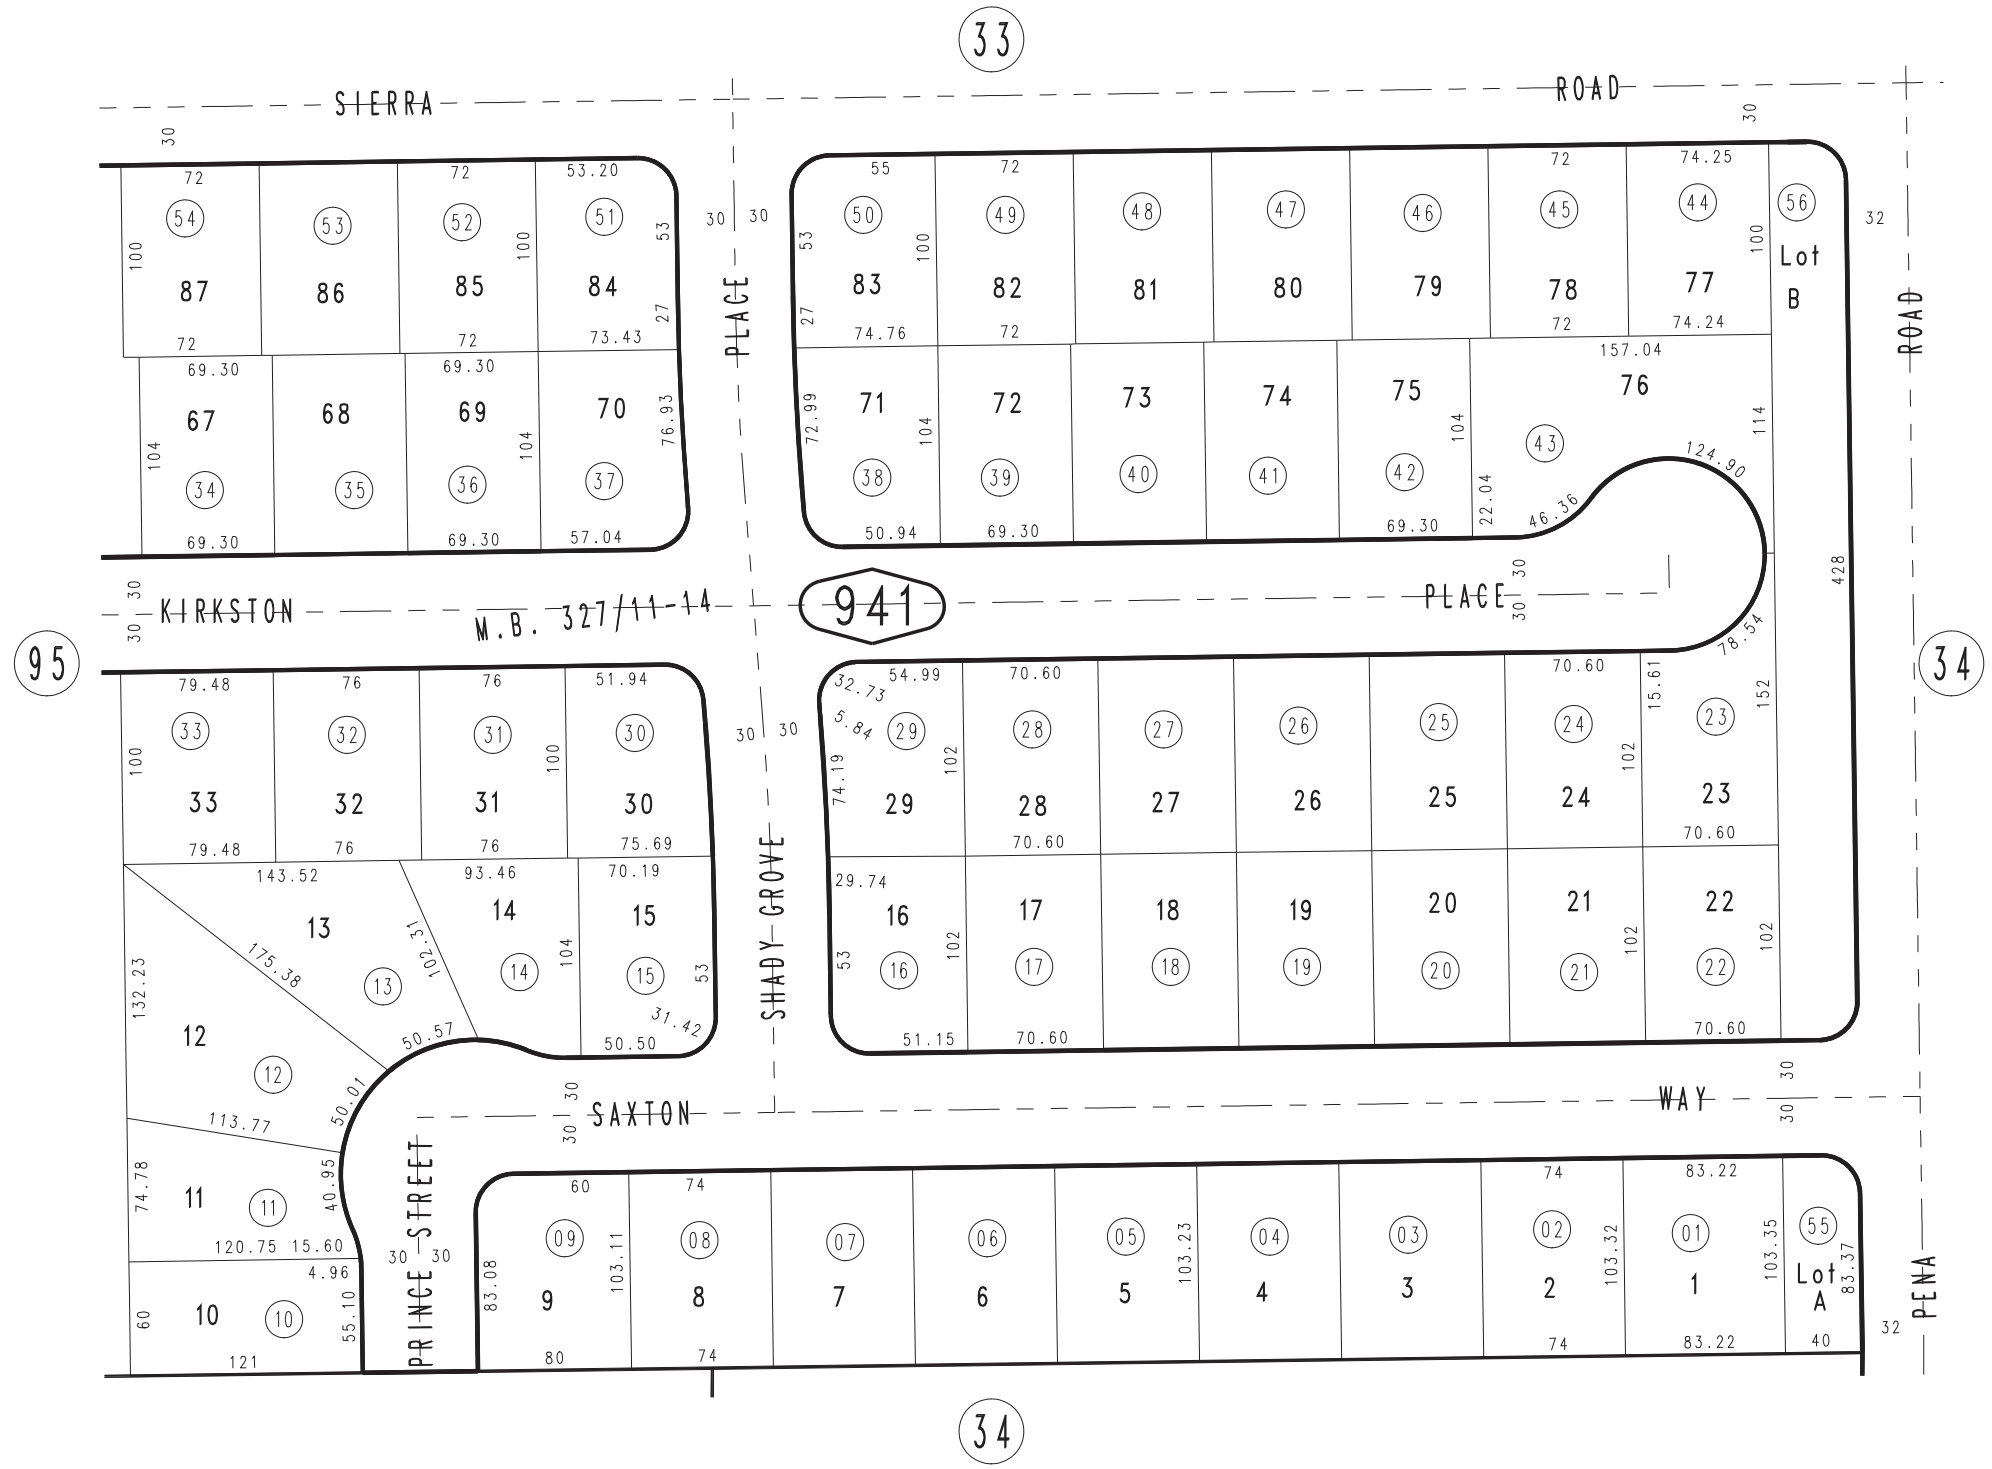 33
SIERRA ROAD
30 30
72 72 53.20 55 72 72 74.25
54 53 52 51 50 49 48 47 46 45 44 56
100 100 53 30 30 53 100 100 32
Lot
B
87 86 85 84 83 82 81 80 79 78 77
27 27
72 72 73.43 74.76 72 72 74.24
PLACE
ROAD
69.30 69.30 157.04
67 68 69 70 71 72 73 74 75 76
104 104 76.93 72.99 104 104 114
34 35 36 37 38 39 40 41 42 43
22.04 46.36 124.90
69.30 69.30 57.04 50.94 69.30 69.30
30 30 428
KIRKSTON M.B. 327/11-14 941 PLACE
30 30
95 34
78.54
79.48 76 76 51.94 32.73 54.99 70.60 70.60 15.61 152
33 32 31 30 30 30 5.84 29 28 27 26 25 24 23
100 100 74.19 102 102
33 32 31 30 29 28 27 26 25 24 23
79.48 76 76 75.69 70.60 70.60
143.52 93.46 70.19 29.74
SHADY GROVE
13 14 15 16 17 18 19 20 21 22
175.38 102.31 104 53 53 102 102 102
132.23
13 14 15 16 17 18 19 20 21 22
12 50.57 31.42
50.50 51.15 70.60 70.60
12
50.01 30 30
SAXTON WAY
113.77 30 30
PRINCE STREET
74.78 40.95
11 11
60 74 74 83.22
120.75 15.60 30 30
09 08 07 06 05 04 03 02 01 55
4.96 83.08 103.11 103.23 103.32 103.35 83.37
Lot
A
10 10 9 8 7 6 5 4 3 2 1
60 55.10
PENA
32
121 80 74 74 83.22 40
34